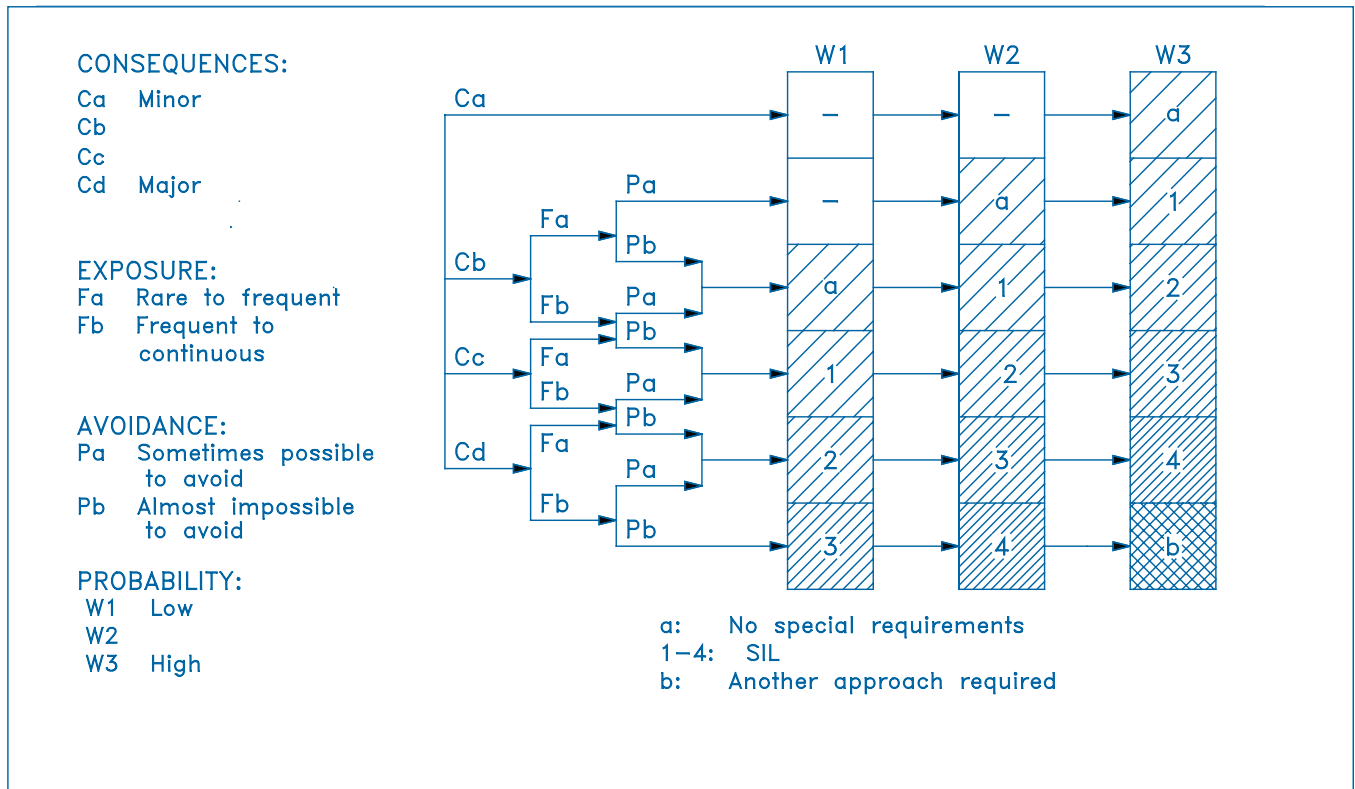 CONSEQUENCES:
Ca Minor
Cb
Cc
Cd Major
EXPOSURE:
Fa Rare to frequent
Fb Frequent to
continuous
AVOIDANCE:
Pa Sometimes possible
to avoid
Pb Almost impossible
to avoid
PROBABILITY:
W1 Low
W2
W3 High
W1 W2 W3
Ca - - a
Pa - a 1
Fa
Pb
Cb
Pa a 1 2
Fb
Pb
Fa
Cc 1 2 3
Fb Pa
Pb
Fa
Cd 2 3 4
Pa
Fb
Pb 3 4 b
a: No special requirements
1-4: SIL
b: Another approach required